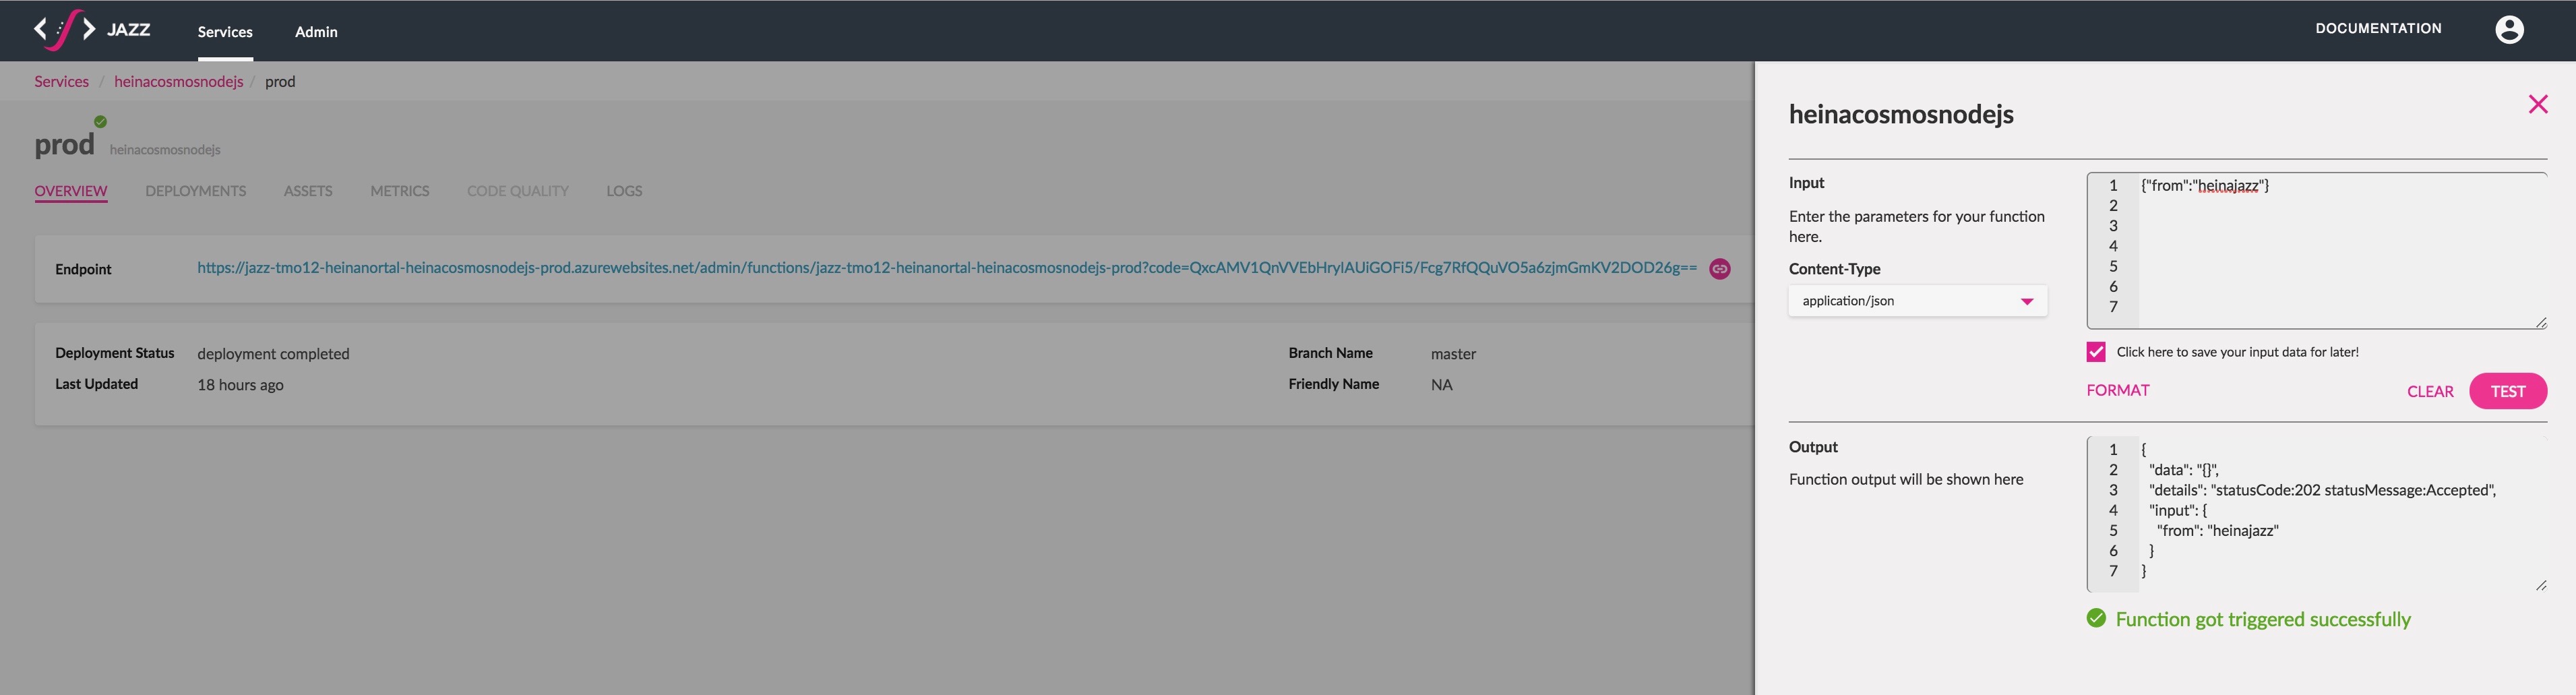 JAZZ
Services
Admin
DOCUMENTATION
Services / heinacosmosnodejs / prod
prod heinacosmosnodejs
OVERVIEW DEPLOYMENTS ASSETS METRICS CODE QUALITY LOGS
Endpoint https://jazz-tmo12-heinanortal-heinacosmosnodejs-prod.azurewebsites.net/admin/functions/jazz-tmo12-heinanortal-heinacosmosnodejs-prod?code=QxcAMV1QnVVEbHrylAUiGOFi5/Fcg7RfQQuVO5a6zjmGmKV2DOD26g==
Deployment Status deployment completed
Branch Name master
Last Updated 18 hours ago
Friendly Name NA
heinacosmosnodejs
Input
Enter the parameters for your function
here.
Content-Type
application/json
1 {"from":"heinajazz"}
2
3
4
5
6
7
Click here to save your input data for later!
FORMAT
CLEAR
TEST
Output
Function output will be shown here
1 {
2 "data": "{}",
3 "details": "statusCode:202 statusMessage:Accepted",
4 "input": {
5 "from": "heinajazz"
6 }
7 }
Function got triggered successfully